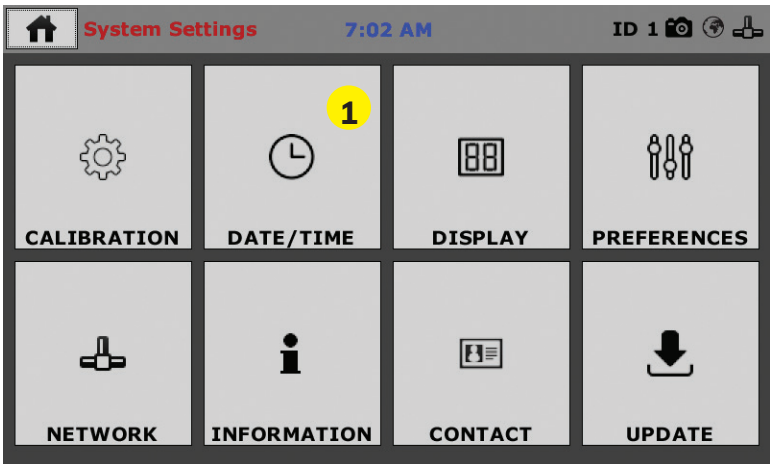 System Settings 7:02 AM ID 1
1
CALIBRATION DATE/TIME DISPLAY PREFERENCES
NETWORK INFORMATION CONTACT UPDATE